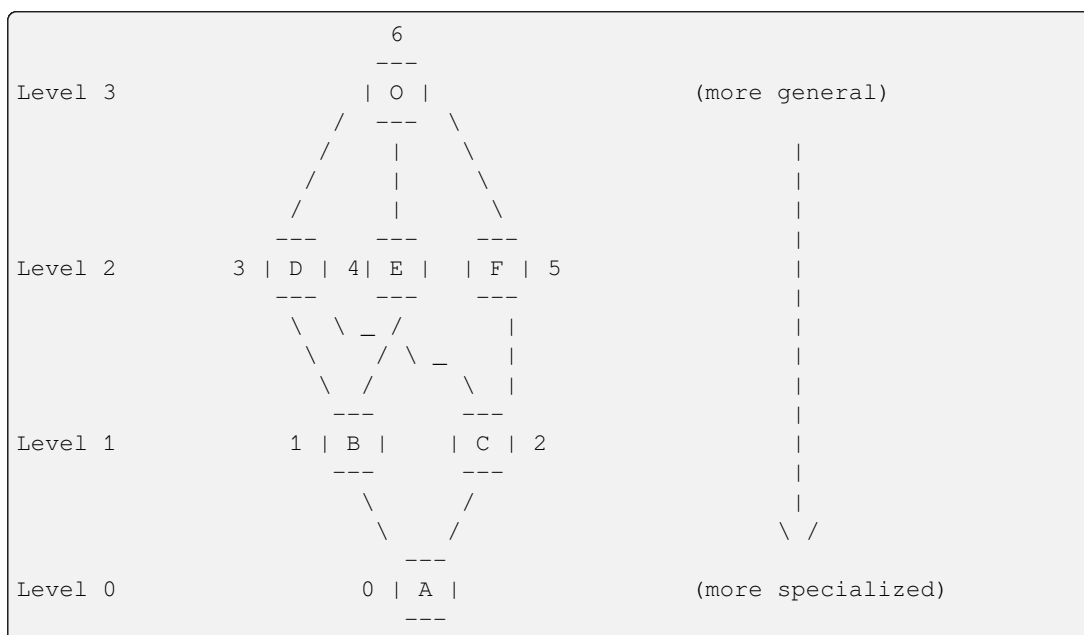 6
                         ---
Level 3                 | O |                  (more general)
                      /  ---  \
                     /    |    \                      |
                    /     |     \                     |
                   /      |      \                    |
                  ---    ---    ---                   |
Level 2        3 | D | 4| E |  | F | 5                |
                  ---    ---    ---                   |
                   \  \ _ /       |                   |
                    \    / \ _    |                   |
                     \  /      \  |                   |
                      ---      ---                    |
Level 1            1 | B |    | C | 2                 |
                      ---      ---                    |
                        \      /                      |
                         \    /                      \ /
                           ---
Level 0                 0 | A |                (more specialized)
                           ---